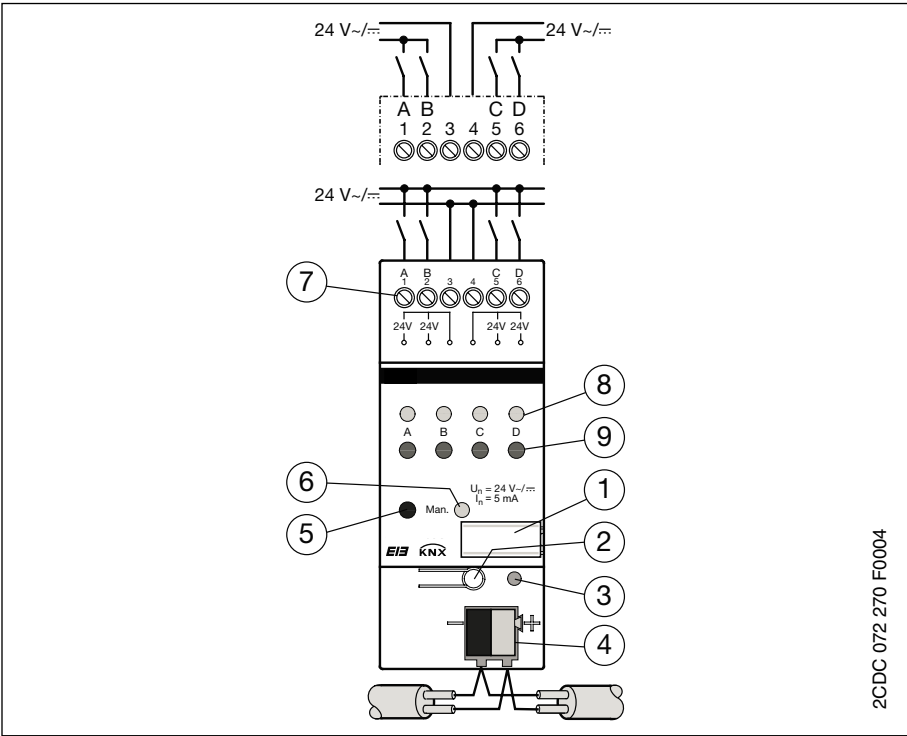 24 V~/⎓ 24 V~/⎓
A B C D
1 2 3 4 5 6
24 V~/⎓
A B C D
1 2 3 4 5 6
7
24V 24V 24V 24V
8
A B C D
9
6
Un = 24 V~/⎓
In = 5 mA
1
5
Man.
2
EIB KNX
3
− +
4
2CDC 072 270 F0004